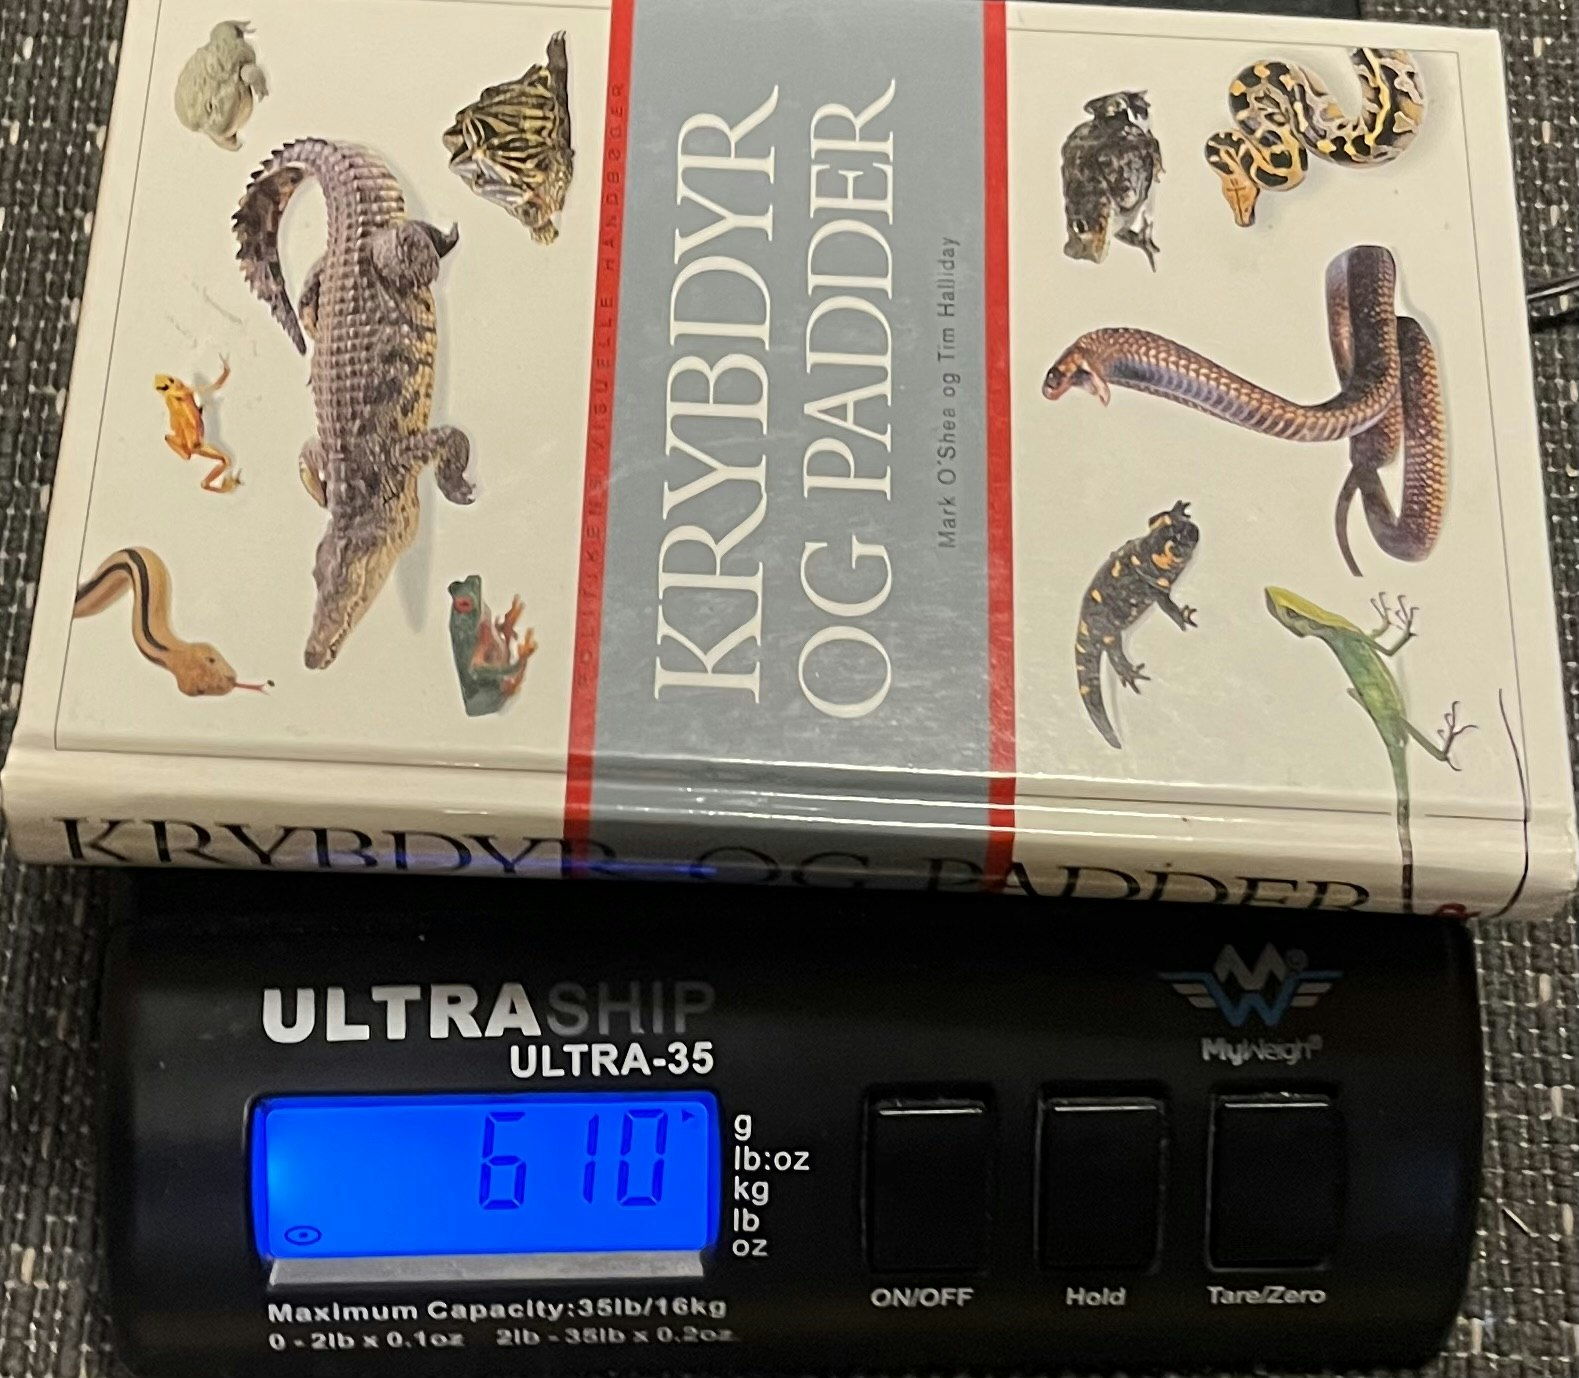 POLITIKENS VISUELLE HÅNDBØGER
KRYBDYR
OG PADDER
Mark O'Shea og Tim Halliday
KRYBDYR OG PADDER
ULTRASHIP
ULTRA-35
MyWeigh®
610
g
lb:oz
kg
lb
oz
ON/OFF
Hold
Tare/Zero
Maximum Capacity:35lb/16kg
0 - 2lb x 0.1oz 2lb - 35lb x 0.2oz